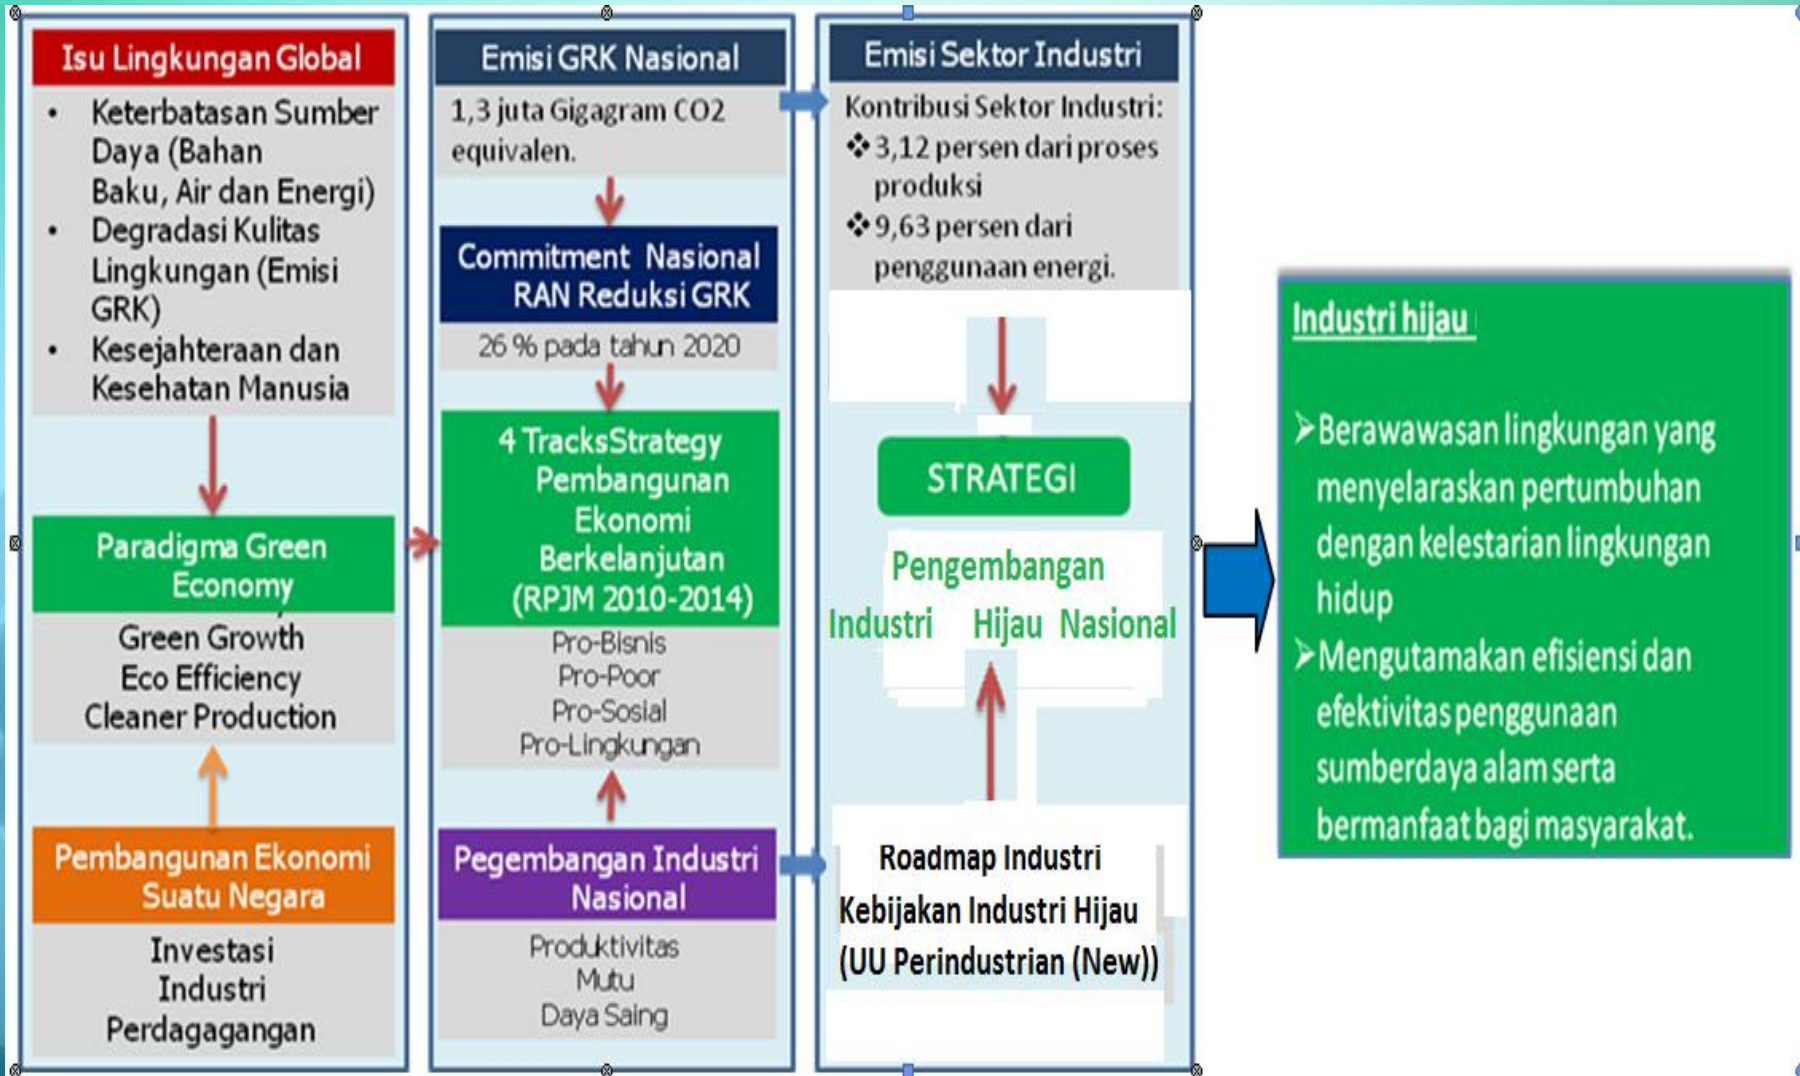 Isu Lingkungan Global
• Keterbatasan Sumber
Daya (Bahan
Baku, Air dan Energi)
• Degradasi Kulitas
Lingkungan (Emisi
GRK)
• Kesejahteraan dan
Kesehatan Manusia
Paradigma Green
Economy
Green Growth
Eco Efficiency
Cleaner Production
Pembangunan Ekonomi
Suatu Negara
Investasi
Industri
Perdagagangan
Emisi GRK Nasional
1,3 juta Gigagram CO2
equivalen.
Commitment Nasional
RAN Reduksi GRK
26 % pada tahun 2020
4 TracksStrategy
Pembangunan
Ekonomi
Berkelanjutan
(RPJM 2010-2014)
Pro-Bisnis
Pro-Poor
Pro-Sosial
Pro-Lingkungan
Pegembangan Industri
Nasional
Produktivitas
Mutu
Daya Saing
Emisi Sektor Industri
Kontribusi Sektor Industri:
❖ 3,12 persen dari proses
produksi
❖ 9,63 persen dari
penggunaan energi.
STRATEGI
Pengembangan
Industri Hijau Nasional
Roadmap Industri
Kebijakan Industri Hijau
(UU Perindustrian (New))
Industri hijau
➢ Berawawasan lingkungan yang
menyelaraskan pertumbuhan
dengan kelestarian lingkungan
hidup
➢ Mengutamakan efisiensi dan
efektivitas penggunaan
sumberdaya alam serta
bermanfaat bagi masyarakat.